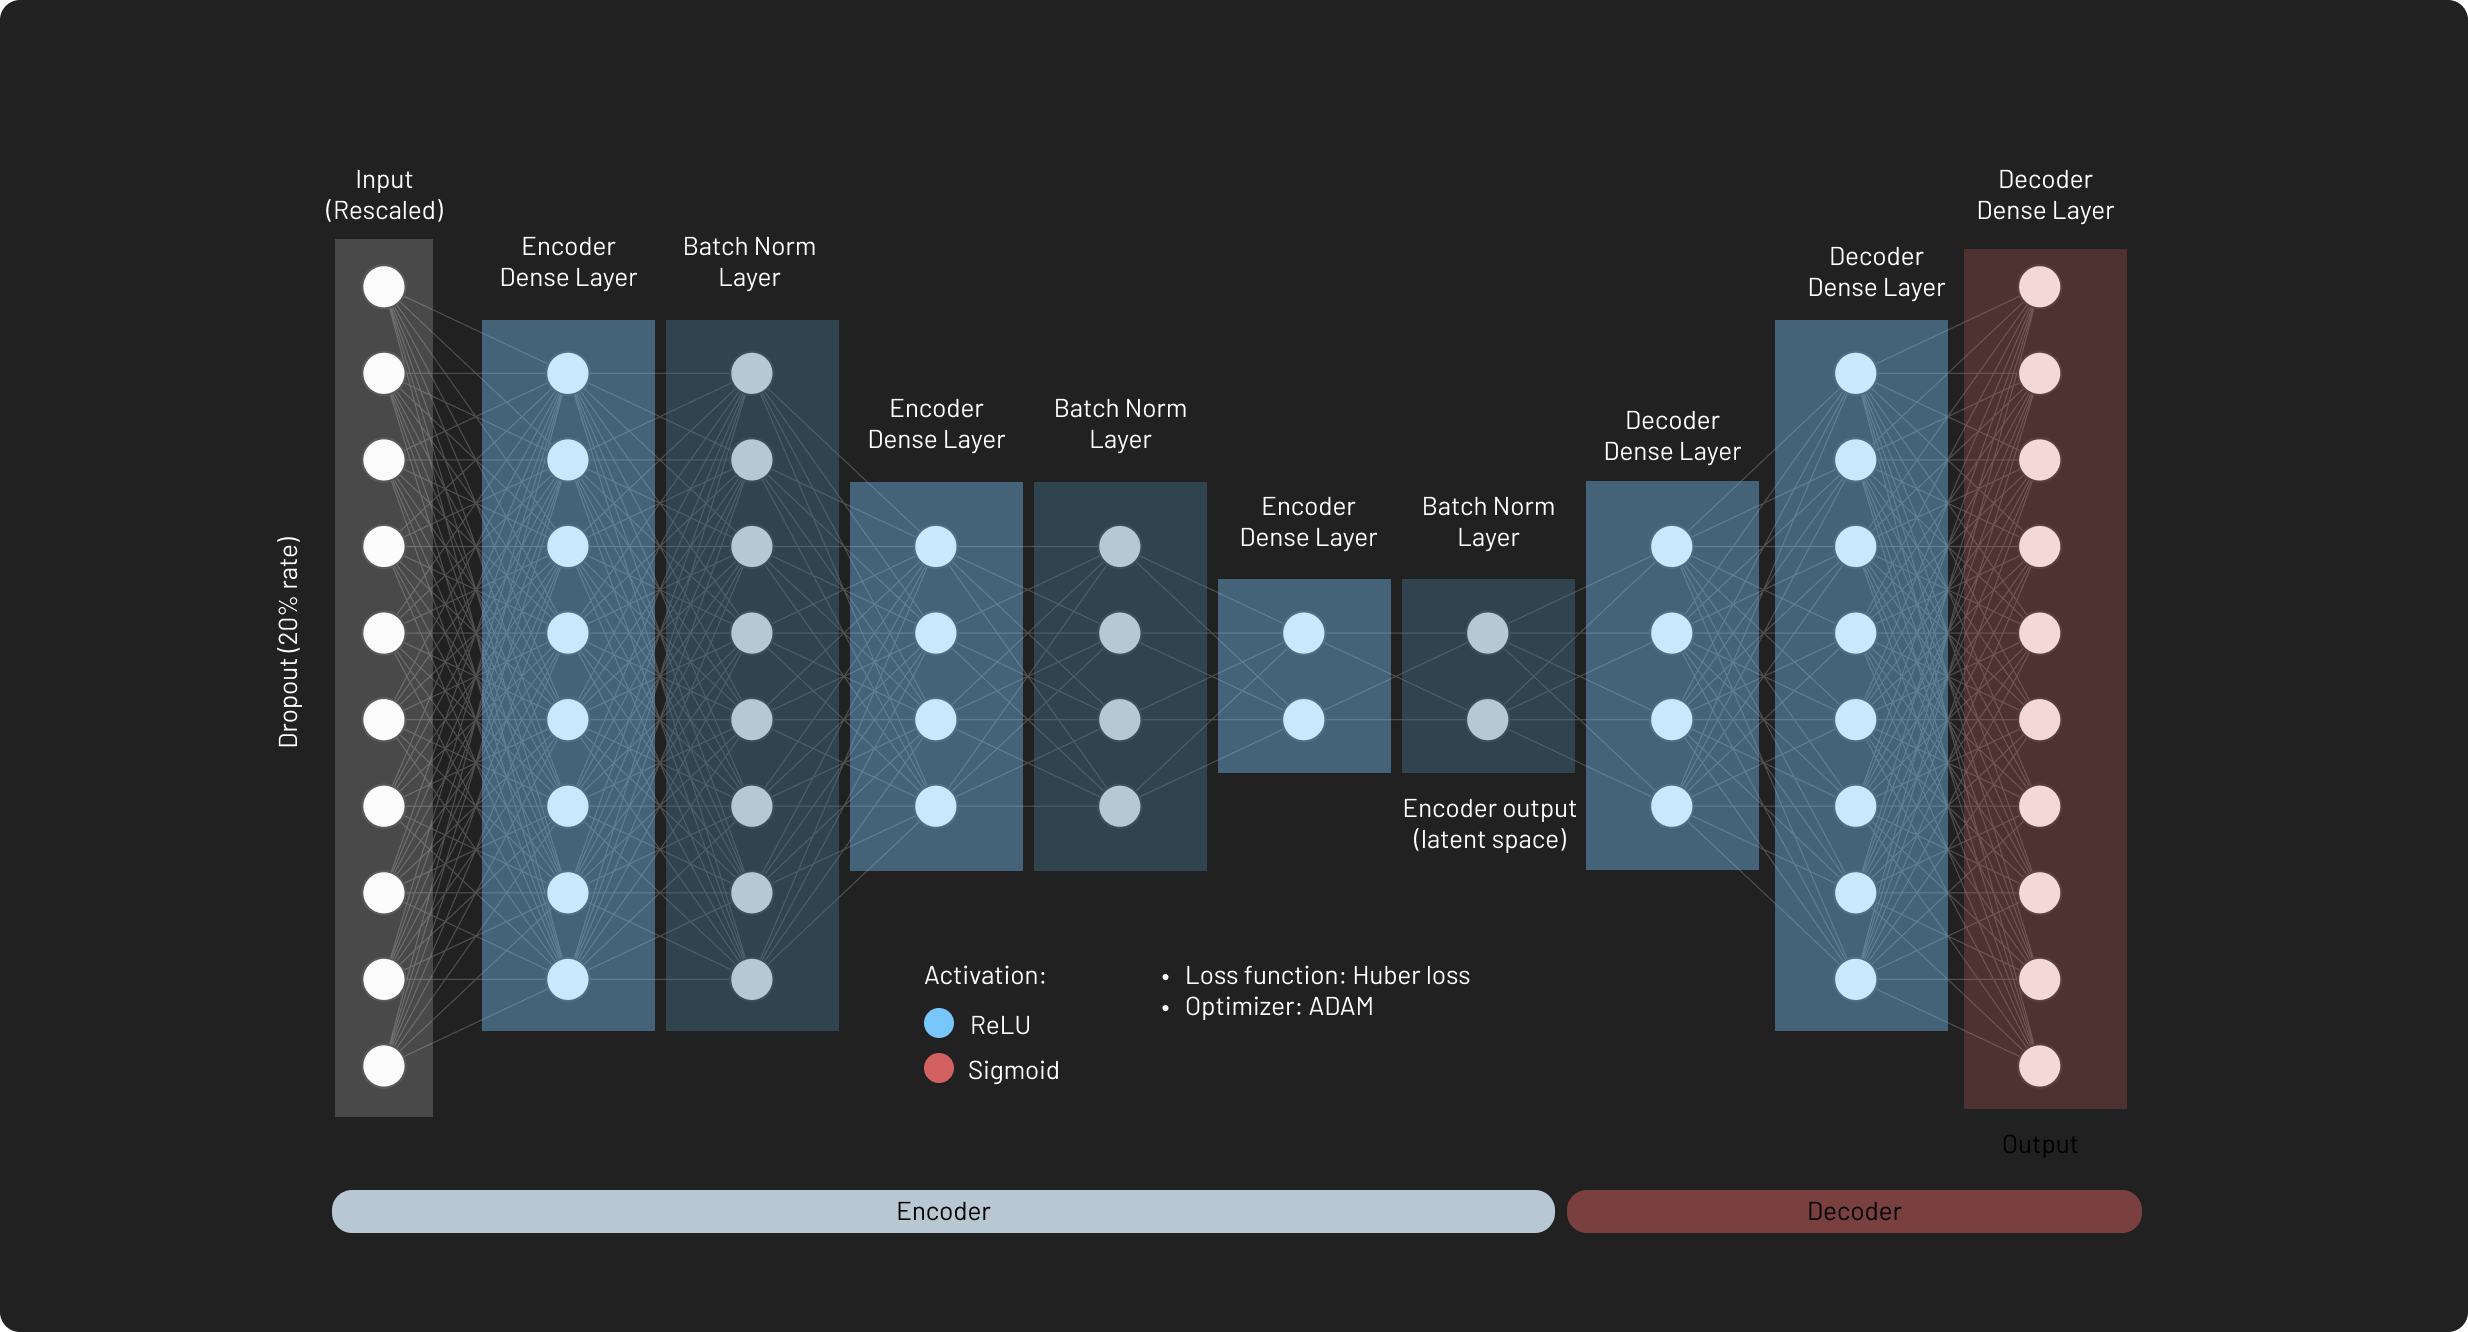 Input
(Rescaled)
Encoder
Dense Layer
Batch Norm
Layer
Encoder
Dense Layer
Batch Norm
Layer
Encoder
Dense Layer
Batch Norm
Layer
Decoder
Dense Layer
Decoder
Dense Layer
Decoder
Dense Layer
Dropout (20% rate)
Encoder output
(latent space)
Activation:
ReLU
Sigmoid
• Loss function: Huber loss
• Optimizer: ADAM
Output
Encoder
Decoder